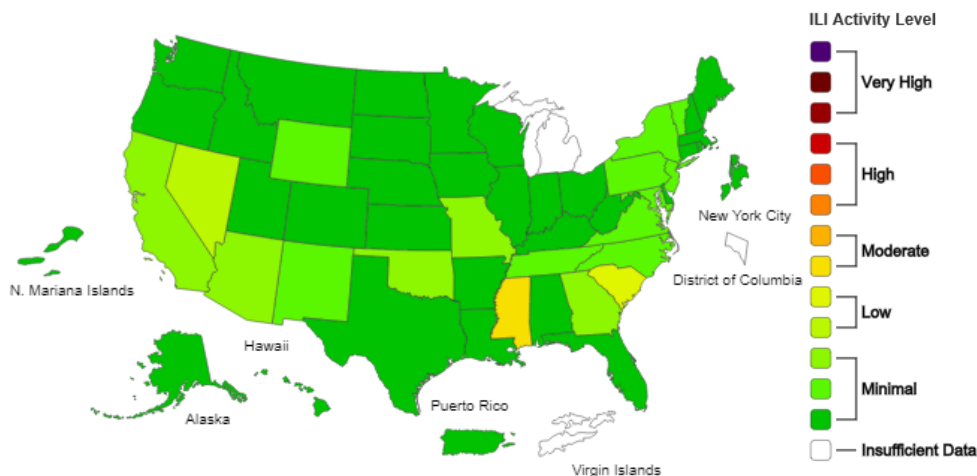 ILI Activity Level
Very High
High
Moderate
Low
Minimal
Insufficient Data
New York City
District of Columbia
N. Mariana Islands
Hawaii
Alaska
Puerto Rico
Virgin Islands